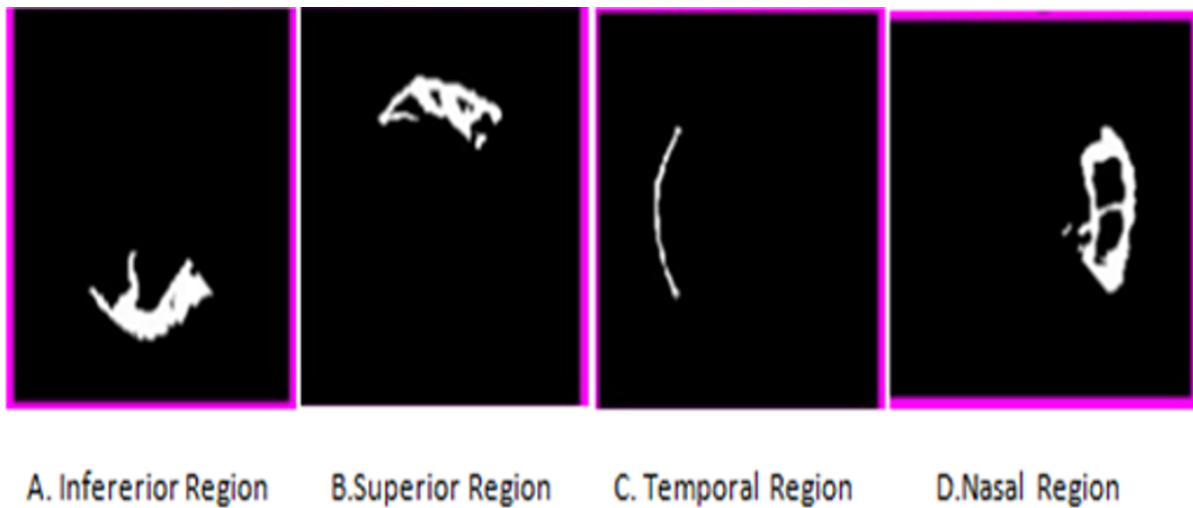 A. Infererior Region
B.Superior Region
C. Temporal Region
D.Nasal Region